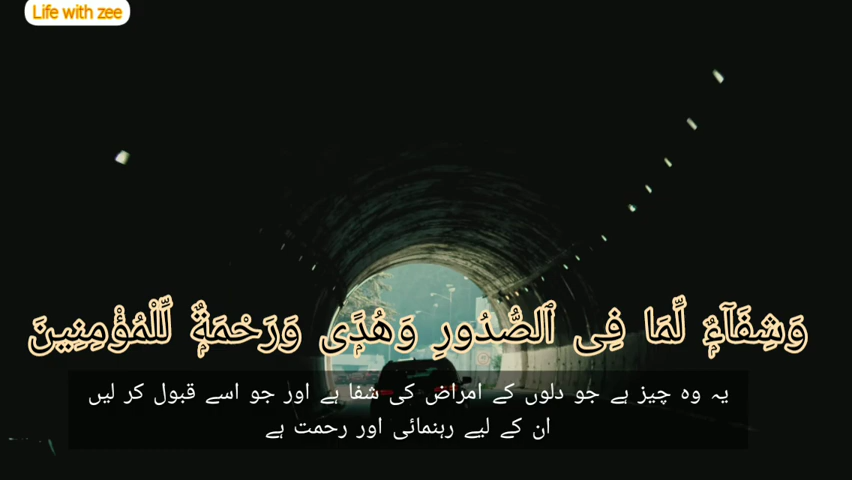 Life with zee
وَشِفَآءٌۭ لِّمَا فِى ٱلصُّدُورِ وَهُدًۭى وَرَحْمَةٌۭ لِّلْمُؤْمِنِينَ
یہ وہ چیز ہے جو دلوں کے امراض کی شفا ہے اور جو اسے قبول کر لیں
ان کے لیے رہنمائی اور رحمت ہے